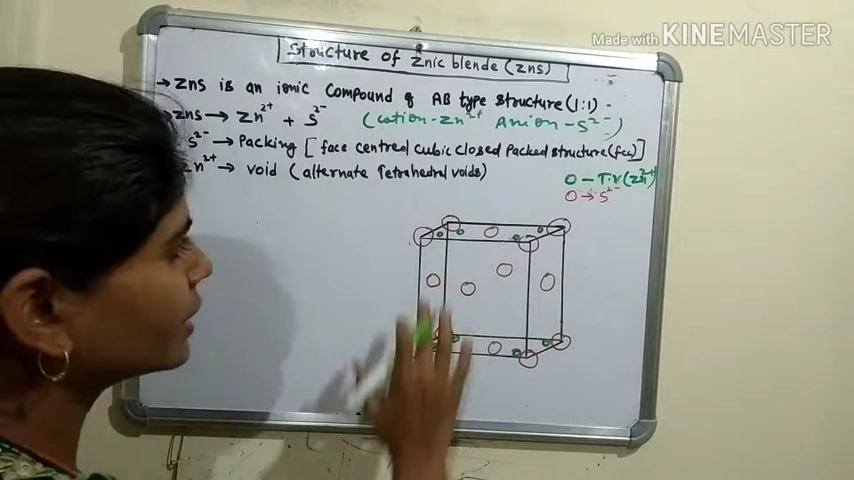 Made with KINEMASTER
Structure of Znic blende (ZnS)
→ ZnS is an ionic Compound of AB type structure (1:1) -
→ ZnS → Zn²⁺ + S²⁻ (cation - Zn²⁺ Anion - S²⁻)
S²⁻ → Packing [face centred cubic closed Packed structure (fcc)]
Zn²⁺ → void (alternate Tetrahedral voids)
O - T.V (Zn²⁺)
O → S²⁻